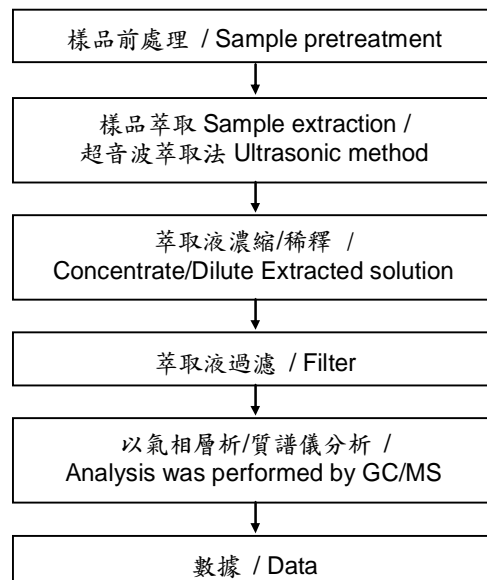 樣品前處理 / Sample pretreatment
樣品萃取 Sample extraction /
超音波萃取法 Ultrasonic method
萃取液濃縮/稀釋 /
Concentrate/Dilute Extracted solution
萃取液過濾 / Filter
以氣相層析/質譜儀分析 /
Analysis was performed by GC/MS
數據 / Data